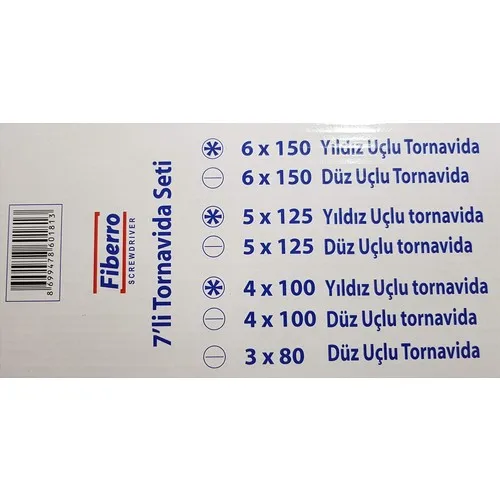 8699478601813
Fiberro
SCREWDRIVER
7'li Tornavida Seti
6 x 150 Yıldız Uçlu Tornavida
6 x 150 Düz Uçlu Tornavida
5 x 125 Yıldız Uçlu tornavida
5 x 125 Düz Uçlu tornavida
4 x 100 Yıldız Uçlu tornavida
4 x 100 Düz Uçlu tornavida
3 x 80 Düz Uçlu Tornavida